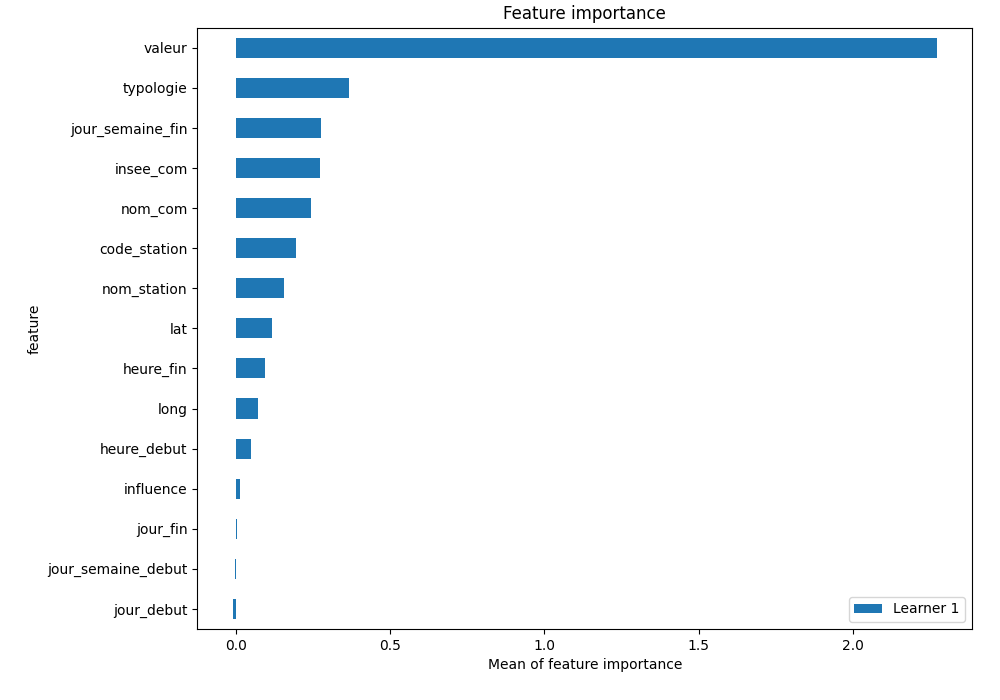 Feature importance
valeur
typologie
jour_semaine_fin
insee_com
nom_com
code_station
nom_station
lat
heure_fin
long
heure_debut
influence
jour_fin
jour_semaine_debut
jour_debut
feature
Learner 1
0.0 0.5 1.0 1.5 2.0
Mean of feature importance